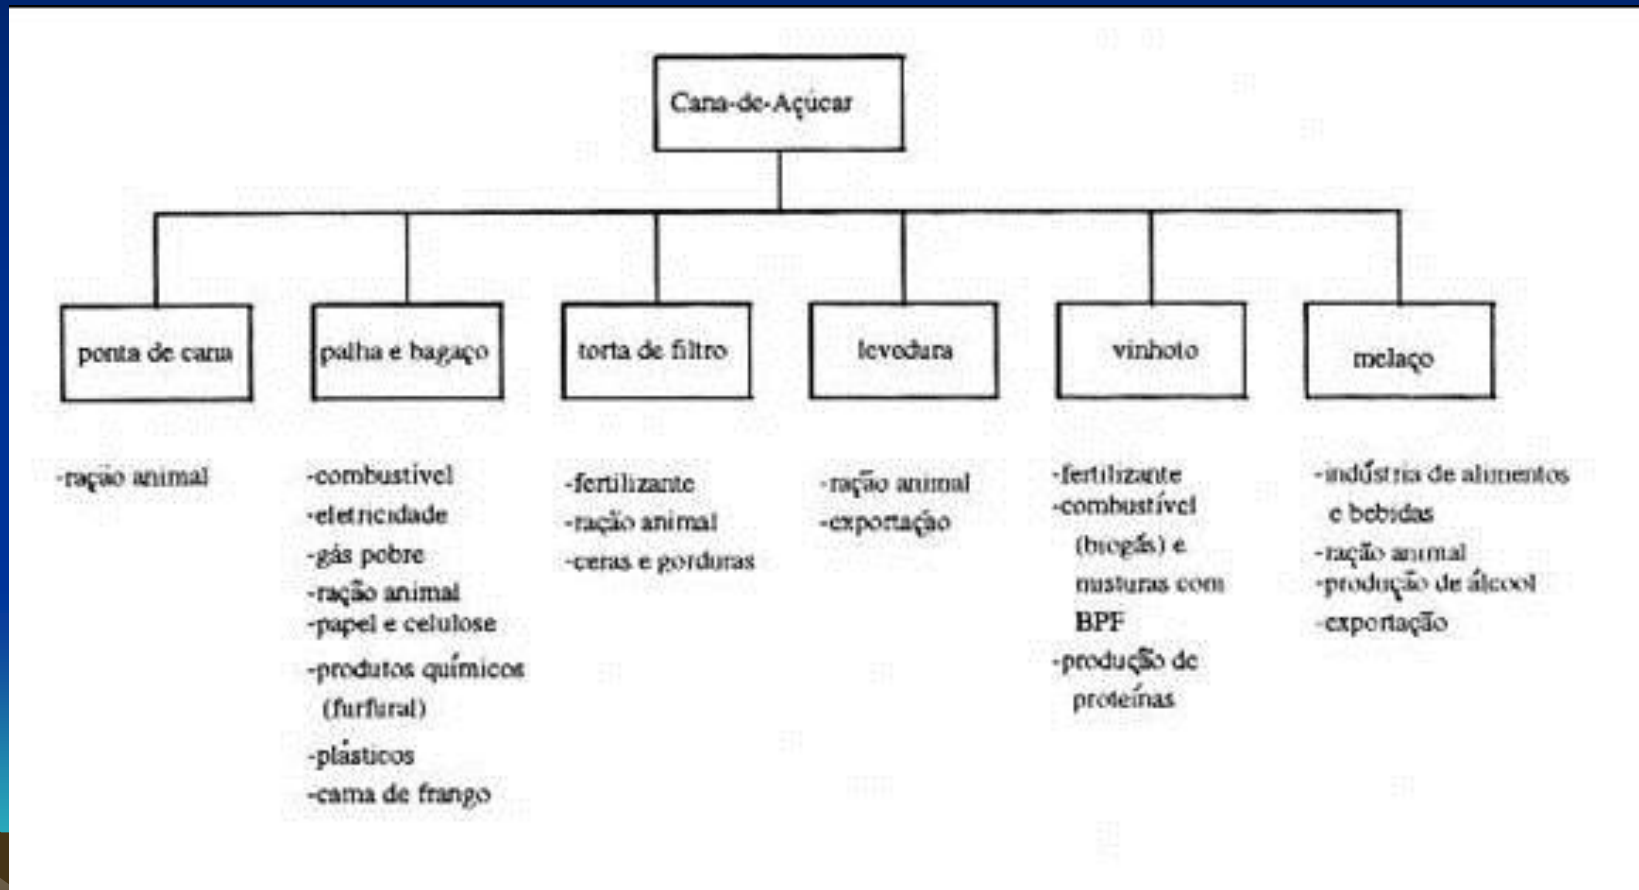 Cana-de-Açúcar
ponta de cana
palha e bagaço
torta de filtro
levedura
vinhoto
melaço
-ração animal
-combustível
-eletricidade
-gás pobre
-ração animal
-papel e celulose
-produtos químicos
(furfural)
-plásticos
-cama de frango
-fertilizante
-ração animal
-ceras e gorduras
-ração animal
-exportação
-fertilizante
-combustível
(biogás) e
misturas com
BPF
-produção de
proteínas
-indústria de alimentos
e bebidas
-ração animal
-produção de álcool
-exportação